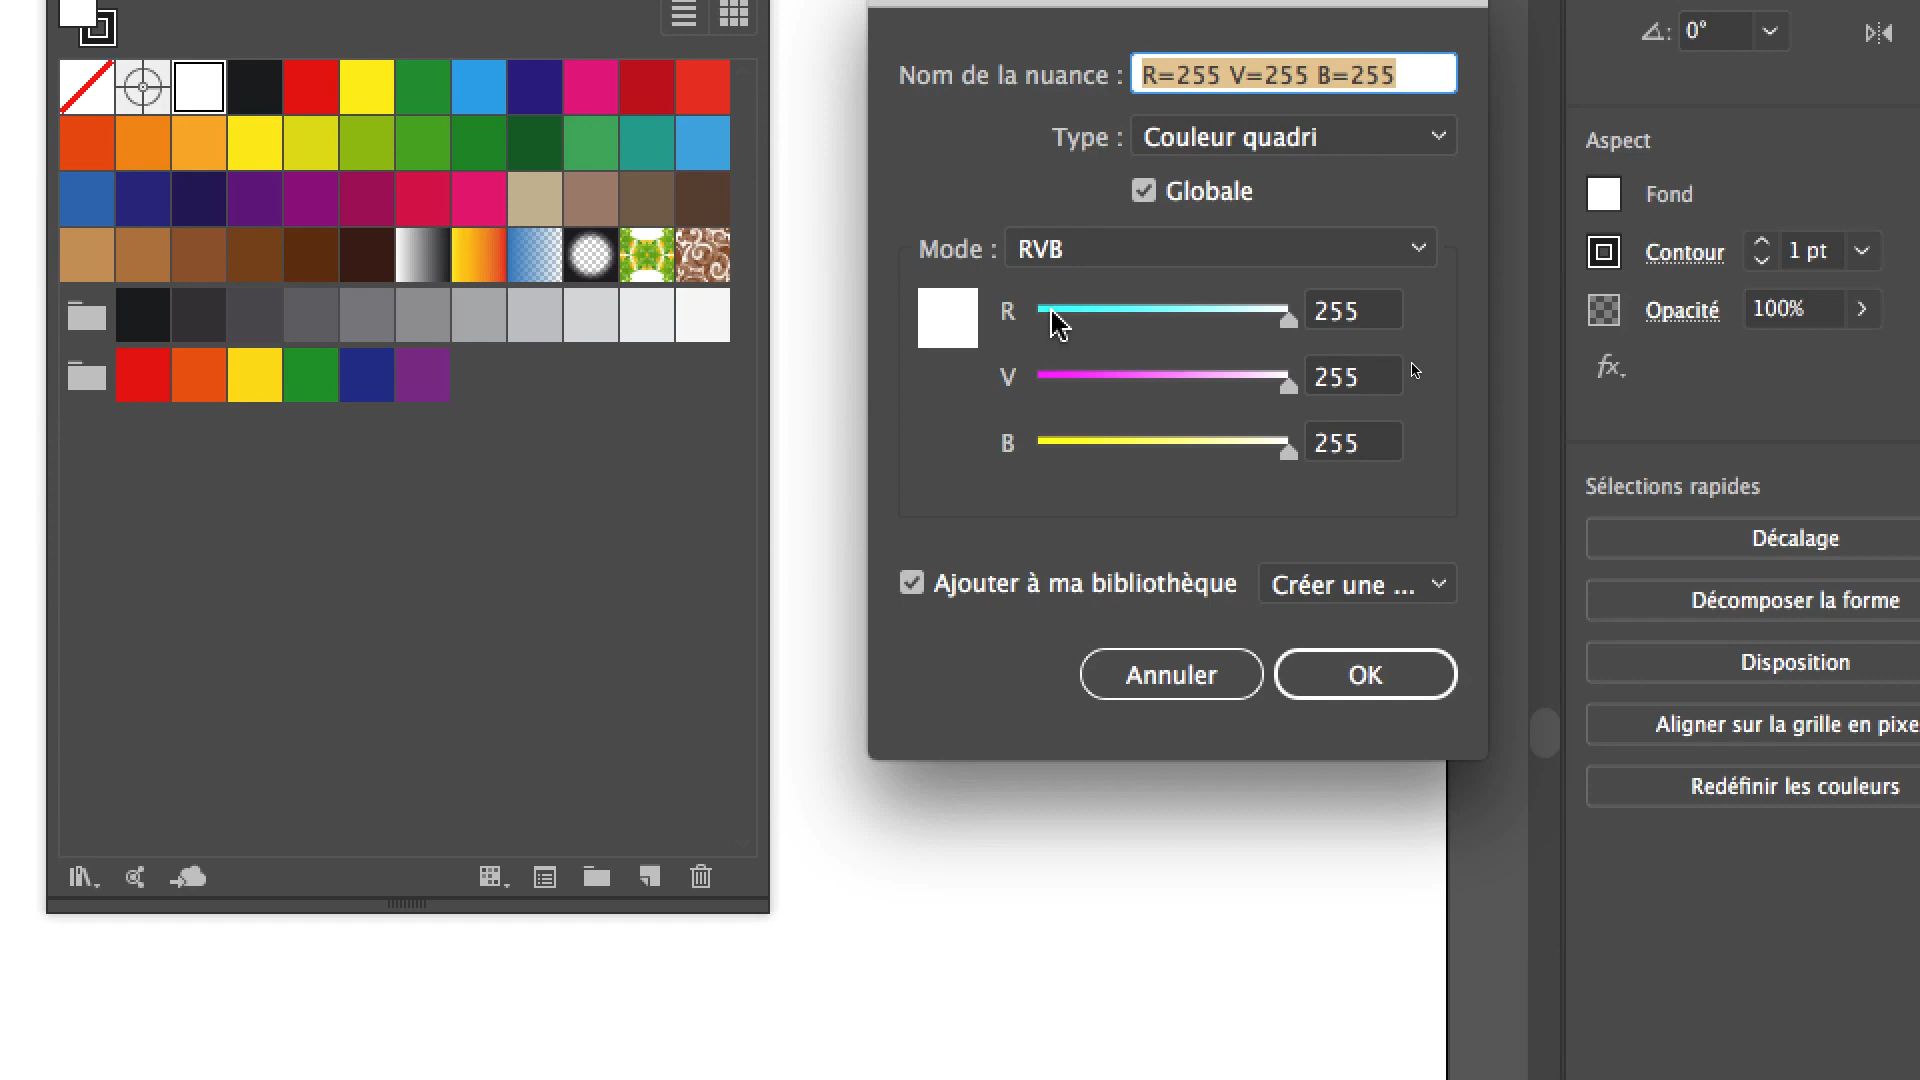 Nom de la nuance : R=255 V=255 B=255
Type : Couleur quadri
Globale
Mode : RVB
R 255
V 255
B 255
Ajouter à ma bibliothèque Créer une ...
Annuler OK
0°
Aspect
Fond
Contour 1 pt
Opacité 100%
fx
Sélections rapides
Décalage
Décomposer la forme
Disposition
Aligner sur la grille en pixe
Redéfinir les couleurs